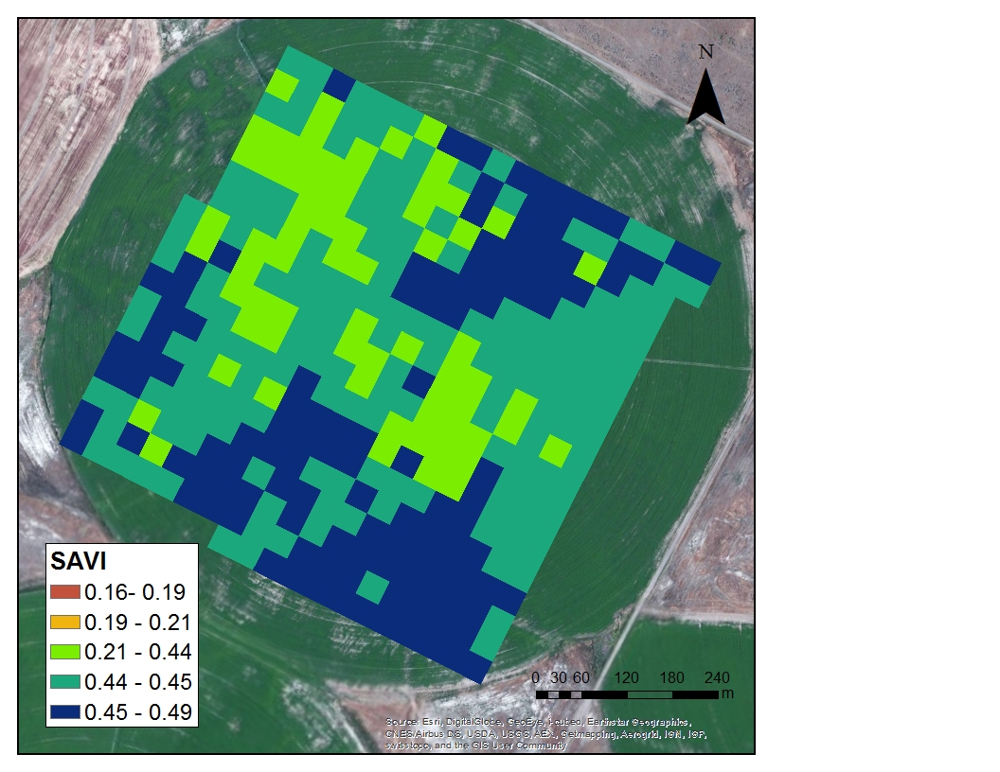 N
SAVI
0.16- 0.19
0.19 - 0.21
0.21 - 0.44
0.44 - 0.45
0.45 - 0.49
0 30 60 120 180 240
m
Source: Esri, DigitalGlobe, GeoEye, i-cubed, Earthstar Geographics,
CNES/Airbus DS, USDA, USGS, AEX, Getmapping, Aerogrid, IGN, IGP,
swisstopo, and the GIS User Community